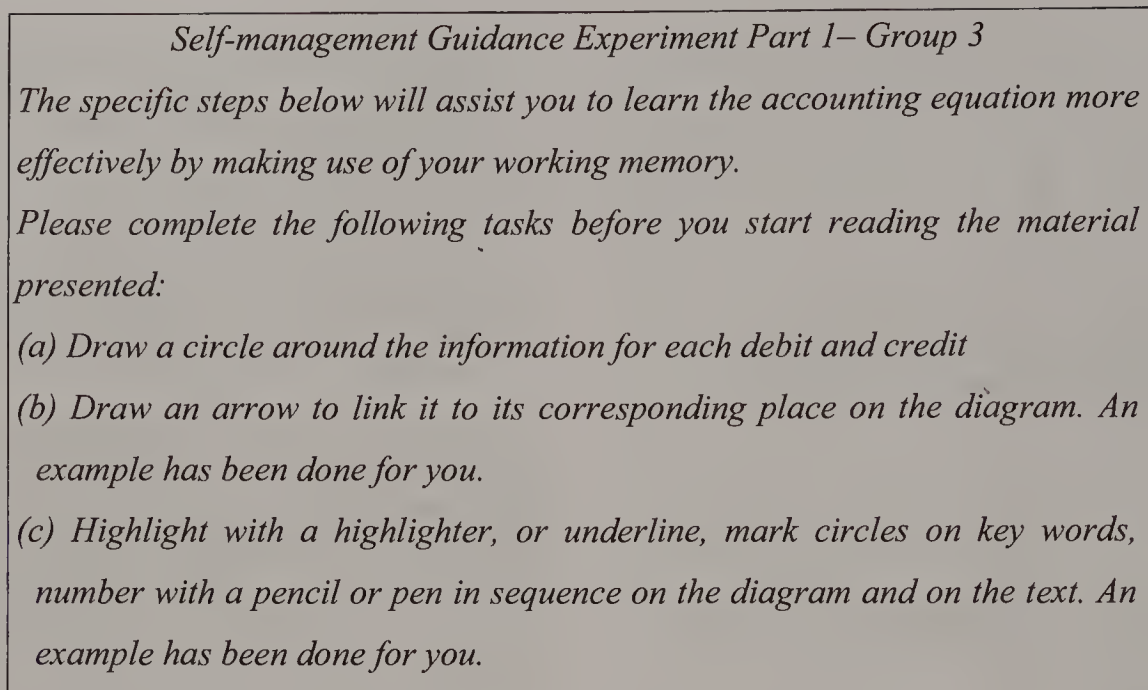 Self-management Guidance Experiment Part 1– Group 3
The specific steps below will assist you to learn the accounting equation more
effectively by making use of your working memory.
Please complete the following tasks before you start reading the material
presented:
(a) Draw a circle around the information for each debit and credit
(b) Draw an arrow to link it to its corresponding place on the diagram. An
example has been done for you.
(c) Highlight with a highlighter, or underline, mark circles on key words,
number with a pencil or pen in sequence on the diagram and on the text. An
example has been done for you.